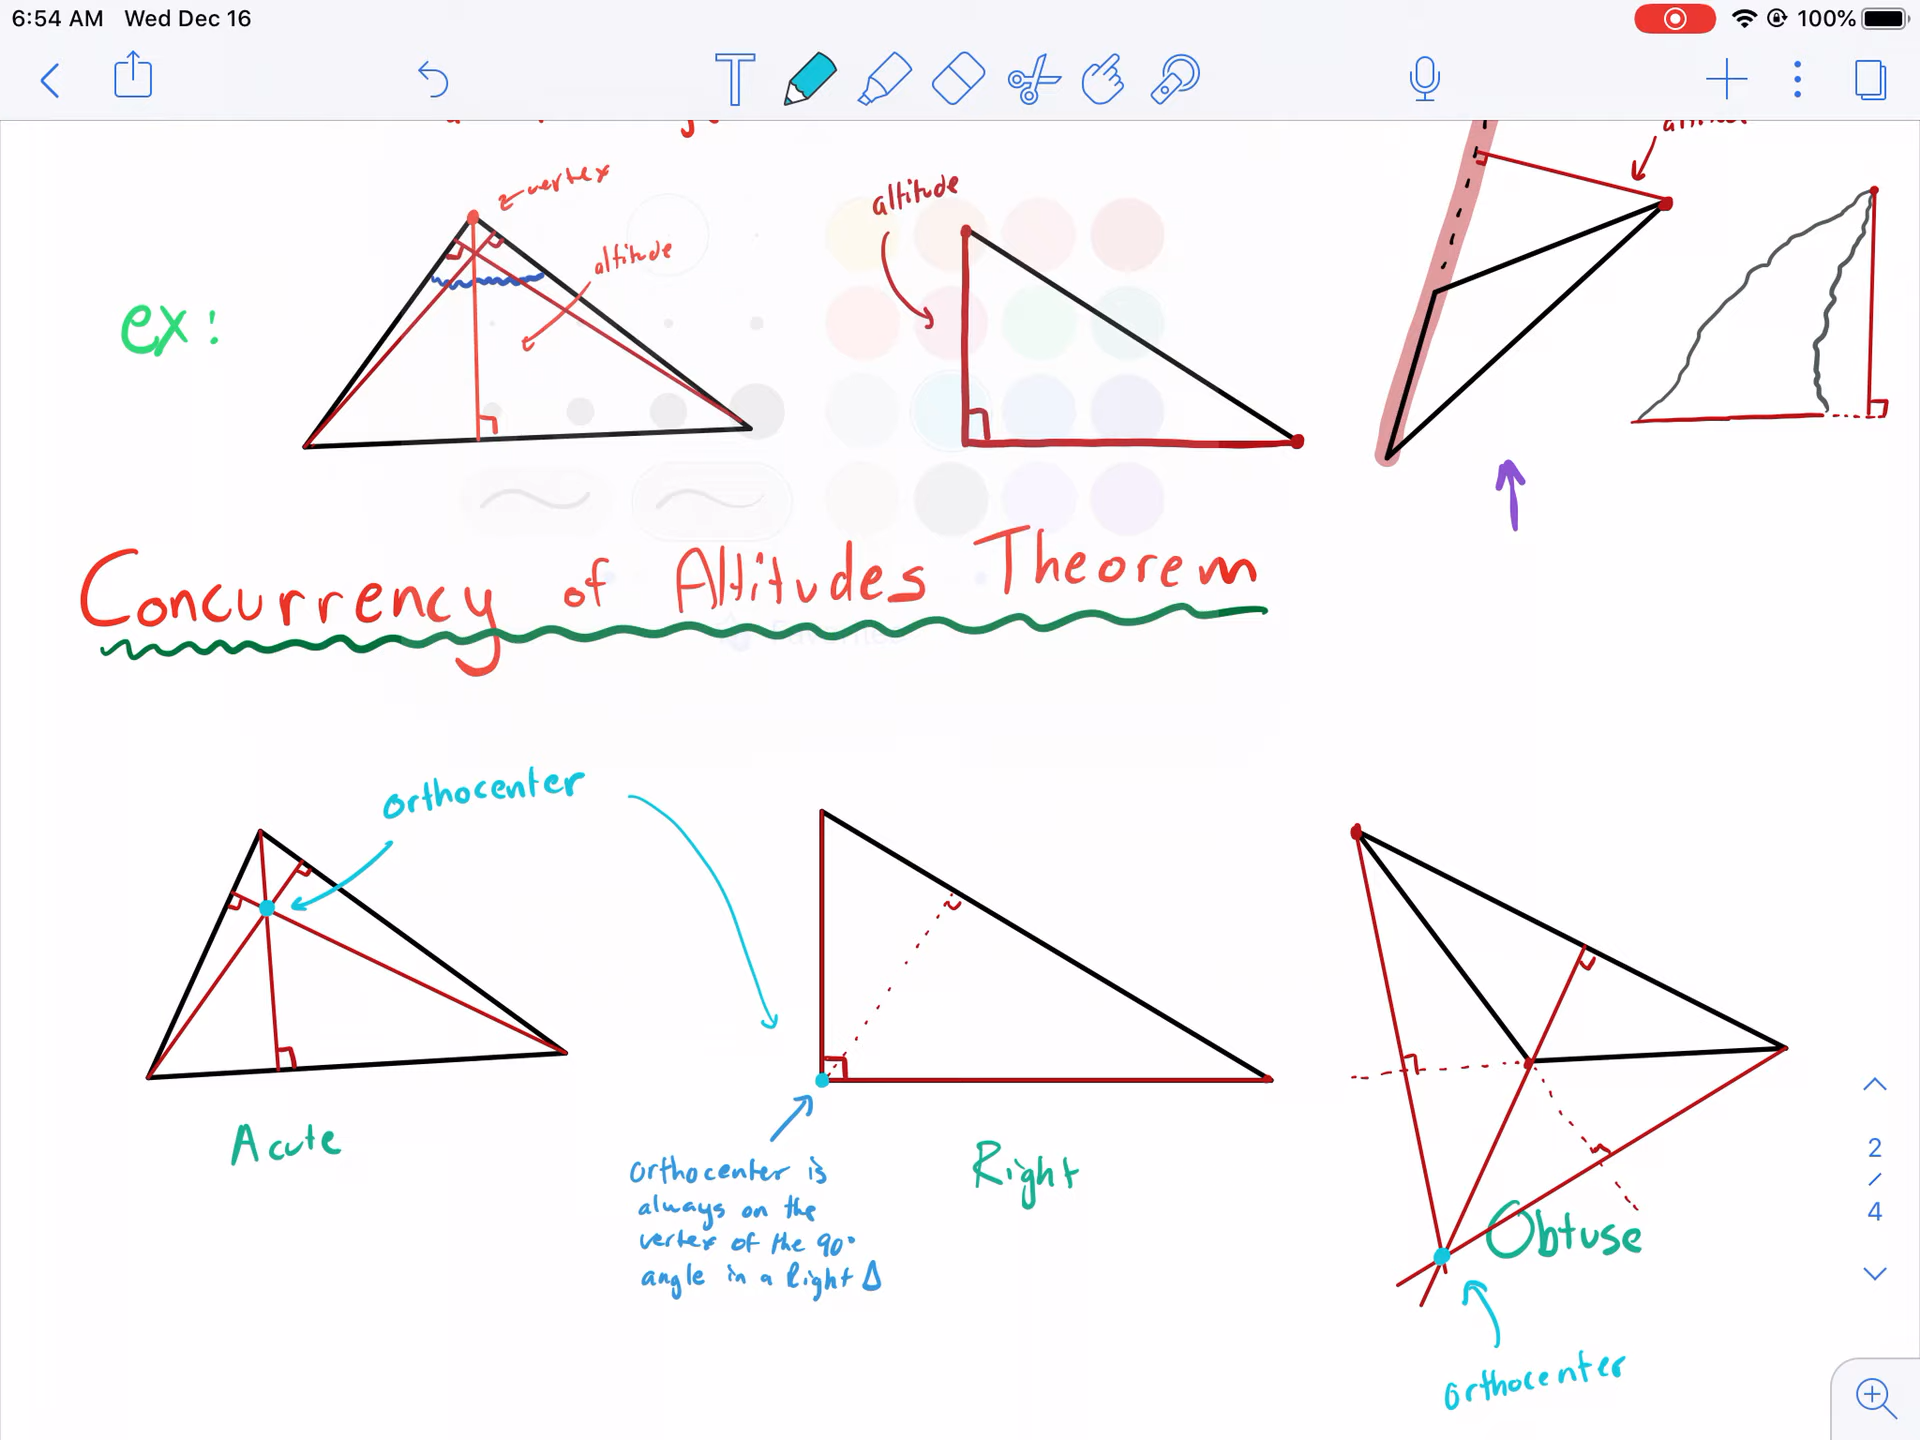 6:54 AM Wed Dec 16
100%
vertex
altitude
altitude
ex:
Concurrency of Altitudes Theorem
orthocenter
Acute
Right
Orthocenter is
always on the
vertex of the 90°
angle in a Right Δ
Obtuse
Orthocenter
2
/
4